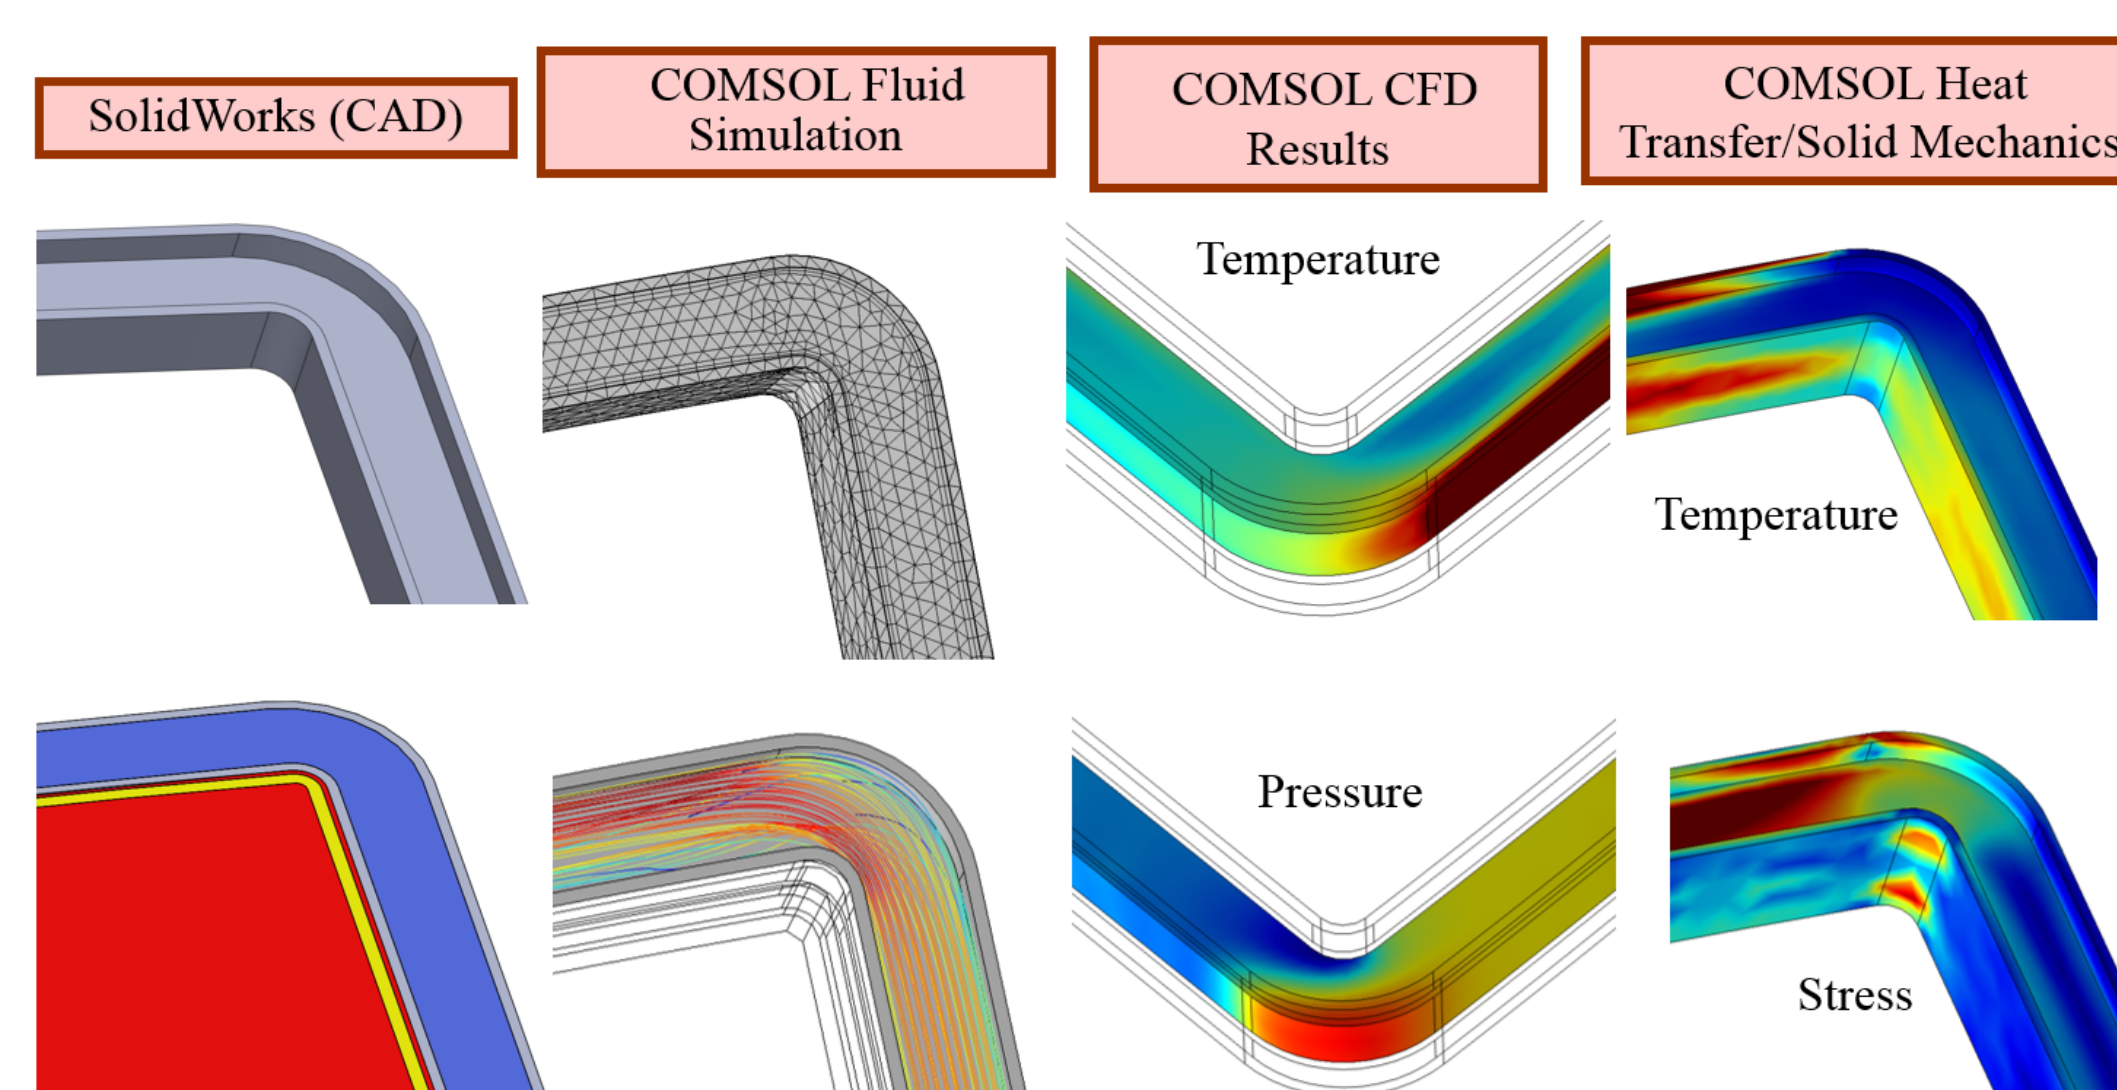 SolidWorks (CAD)
COMSOL Fluid
Simulation
COMSOL CFD
Results
COMSOL Heat
Transfer/Solid Mechanics
Temperature
Temperature
Pressure
Stress